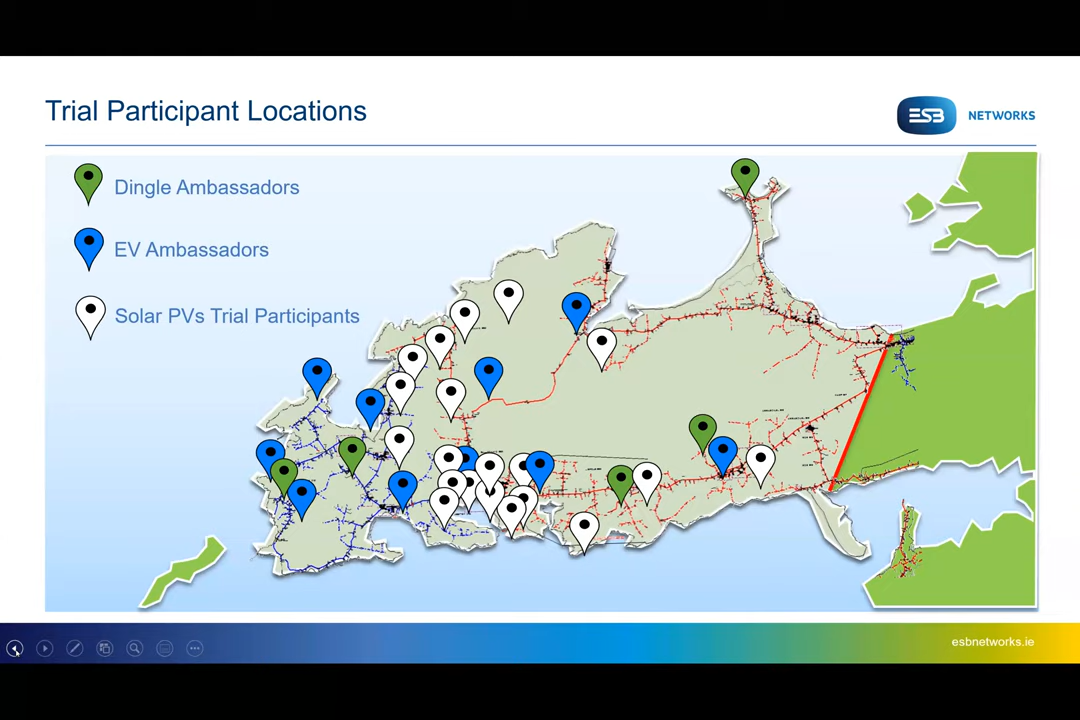 Trial Participant Locations
ESB NETWORKS
Dingle Ambassadors
EV Ambassadors
Solar PVs Trial Participants
esbnetworks.ie